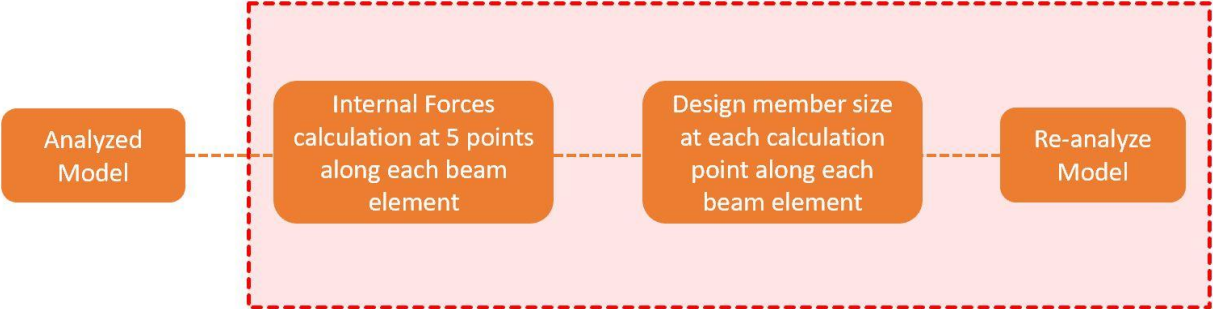 Analyzed
Model
Internal Forces
calculation at 5 points
along each beam
element
Design member size
at each calculation
point along each
beam element
Re-analyze
Model